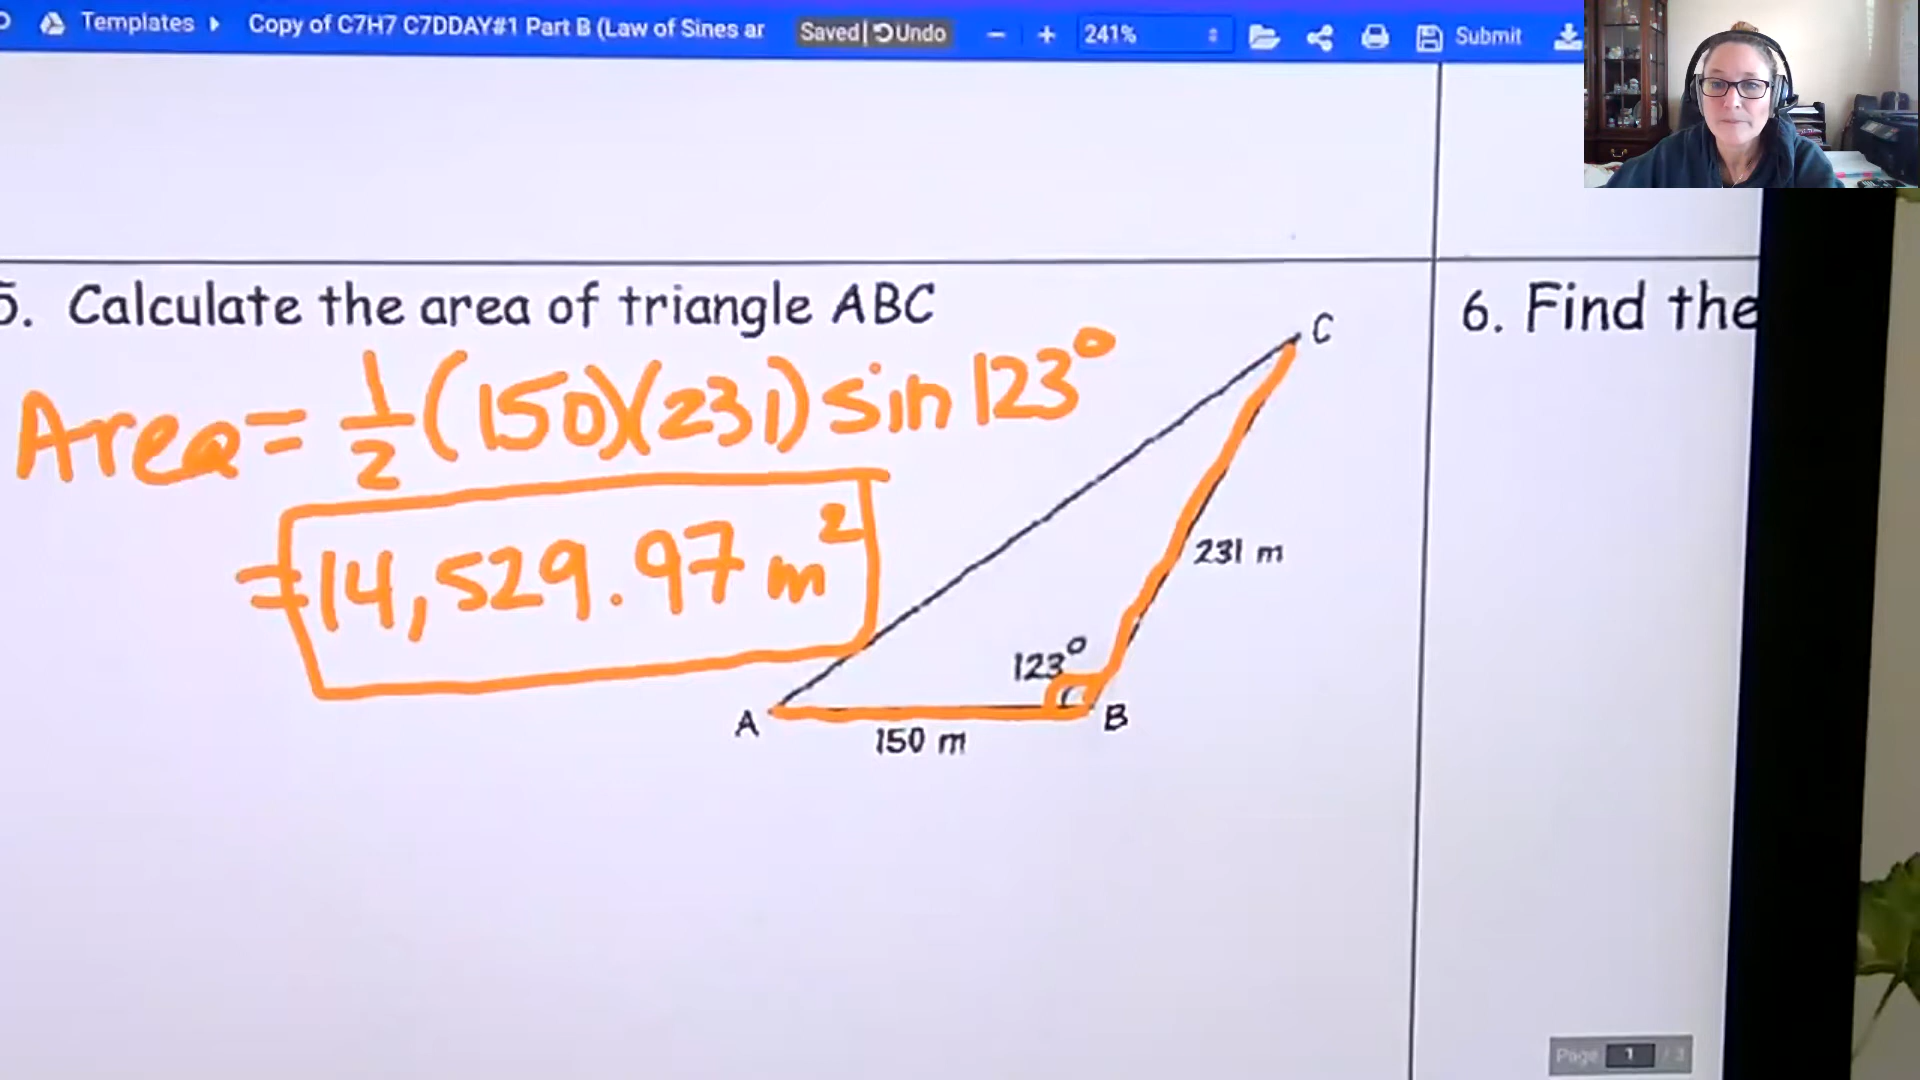 Templates
Copy of C7H7 C7DDAY#1 Part B (Law of Sines ar
Saved| Undo
− + 241%
Submit
5. Calculate the area of triangle ABC
Area = 1/2 (150)(231) sin 123°
= 14,529.97 m²
C
231 m
123°
A
B
150 m
6. Find the
Page 1 / 3